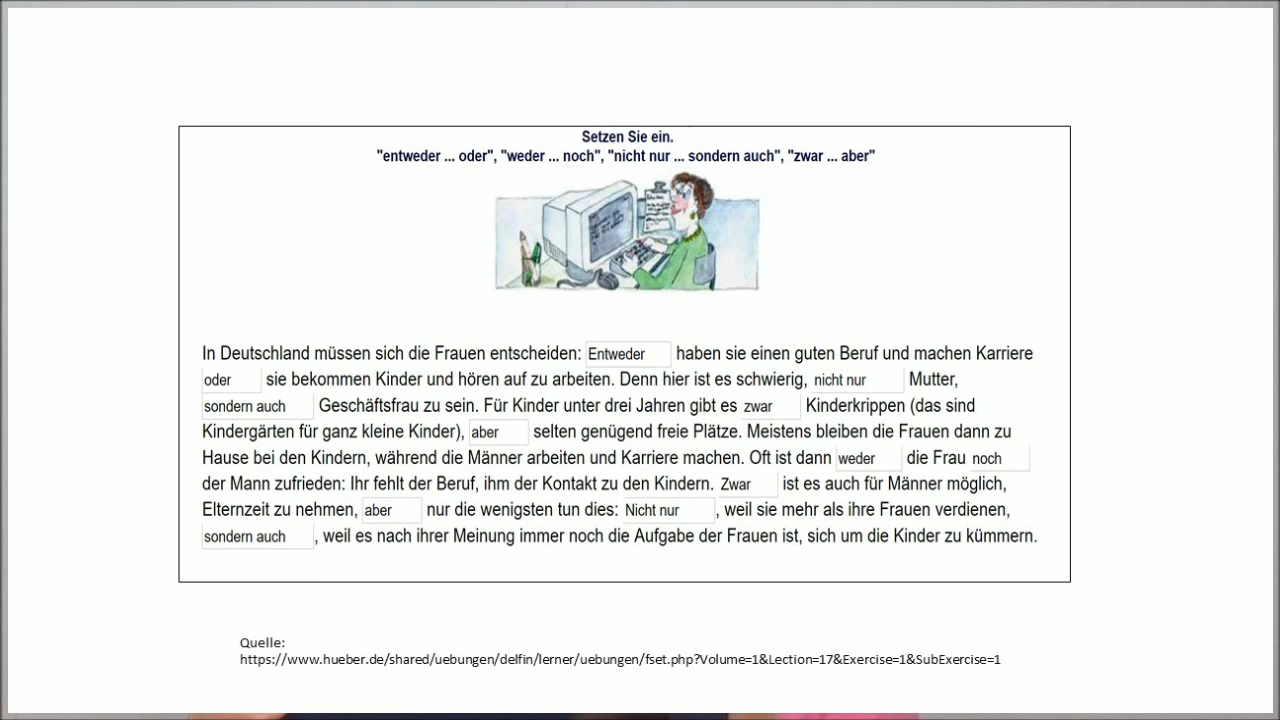 Setzen Sie ein.
"entweder ... oder", "weder ... noch", "nicht nur ... sondern auch", "zwar ... aber"
In Deutschland müssen sich die Frauen entscheiden: Entweder haben sie einen guten Beruf und machen Karriere
oder sie bekommen Kinder und hören auf zu arbeiten. Denn hier ist es schwierig, nicht nur Mutter,
sondern auch Geschäftsfrau zu sein. Für Kinder unter drei Jahren gibt es zwar Kinderkrippen (das sind
Kindergärten für ganz kleine Kinder), aber selten genügend freie Plätze. Meistens bleiben die Frauen dann zu
Hause bei den Kindern, während die Männer arbeiten und Karriere machen. Oft ist dann weder die Frau noch
der Mann zufrieden: Ihr fehlt der Beruf, ihm der Kontakt zu den Kindern. Zwar ist es auch für Männer möglich,
Elternzeit zu nehmen, aber nur die wenigsten tun dies: Nicht nur, weil sie mehr als ihre Frauen verdienen,
sondern auch, weil es nach ihrer Meinung immer noch die Aufgabe der Frauen ist, sich um die Kinder zu kümmern.
Quelle:
https://www.hueber.de/shared/uebungen/delfin/lerner/uebungen/fset.php?Volume=1&Lection=17&Exercise=1&SubExercise=1